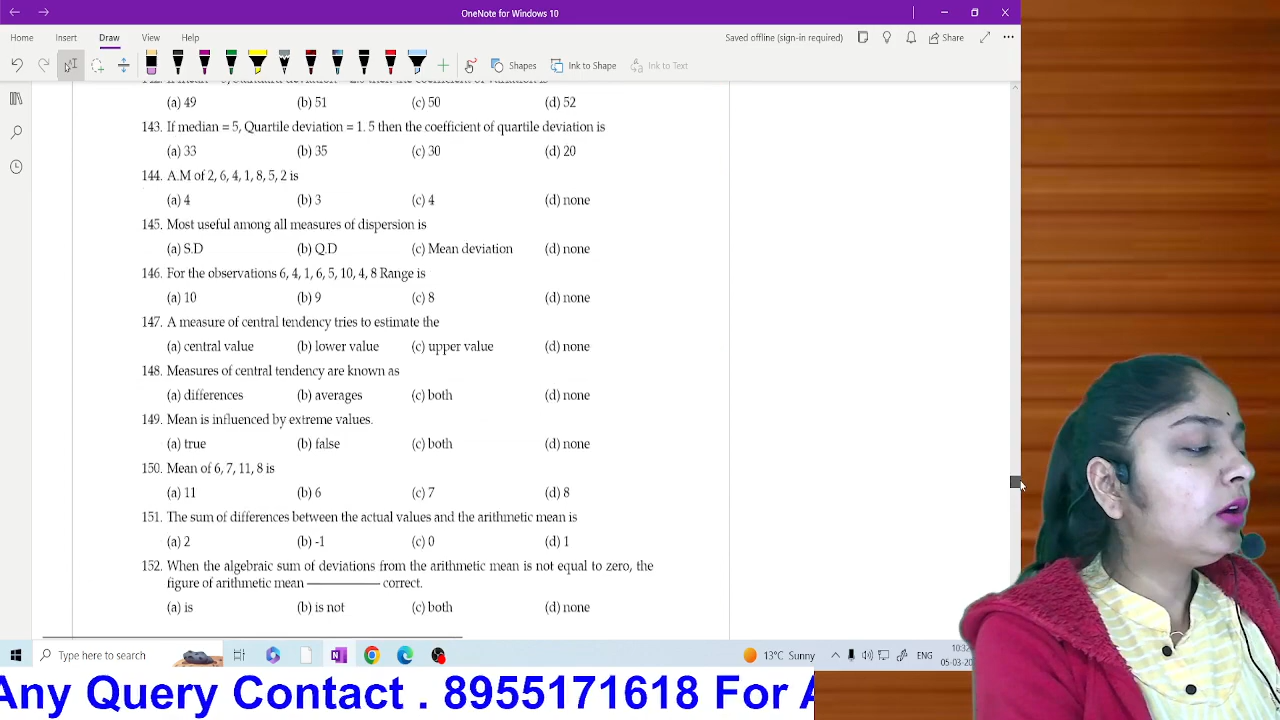 OneNote for Windows 10
Home Insert Draw View Help
Saved offline (sign-in required) Share
Shapes Ink to Shape Ink to Text
(a) 49 (b) 51 (c) 50 (d) 52
143. If median = 5, Quartile deviation = 1. 5 then the coefficient of quartile deviation is
(a) 33 (b) 35 (c) 30 (d) 20
144. A.M of 2, 6, 4, 1, 8, 5, 2 is
(a) 4 (b) 3 (c) 4 (d) none
145. Most useful among all measures of dispersion is
(a) S.D (b) Q.D (c) Mean deviation (d) none
146. For the observations 6, 4, 1, 6, 5, 10, 4, 8 Range is
(a) 10 (b) 9 (c) 8 (d) none
147. A measure of central tendency tries to estimate the
(a) central value (b) lower value (c) upper value (d) none
148. Measures of central tendency are known as
(a) differences (b) averages (c) both (d) none
149. Mean is influenced by extreme values.
(a) true (b) false (c) both (d) none
150. Mean of 6, 7, 11, 8 is
(a) 11 (b) 6 (c) 7 (d) 8
151. The sum of differences between the actual values and the arithmetic mean is
(a) 2 (b) -1 (c) 0 (d) 1
152. When the algebraic sum of deviations from the arithmetic mean is not equal to zero, the
figure of arithmetic mean ————— correct.
(a) is (b) is not (c) both (d) none
Type here to search
13°C Sunny ENG
10:32
05-03-20
Any Query Contact . 8955171618 For A